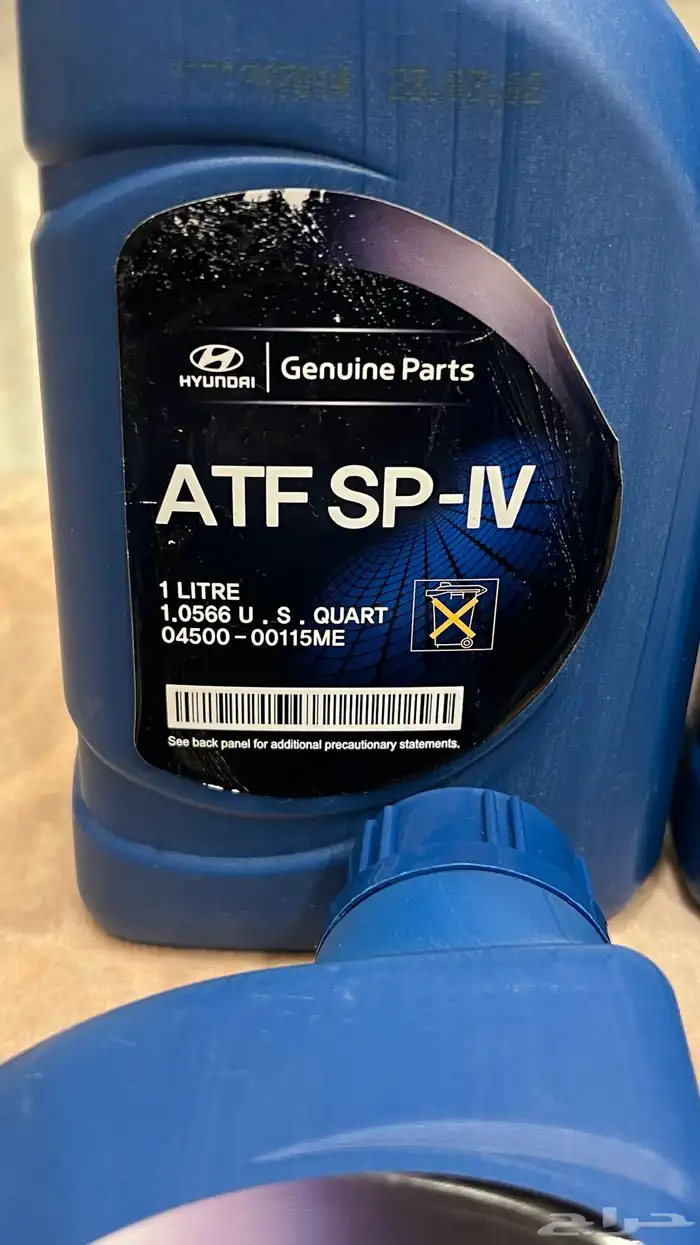 HYUNDAI
Genuine Parts
ATF SP-IV
1 LITRE
1.0566 U . S . QUART
04500-00115ME
See back panel for additional precautionary statements.
حراج